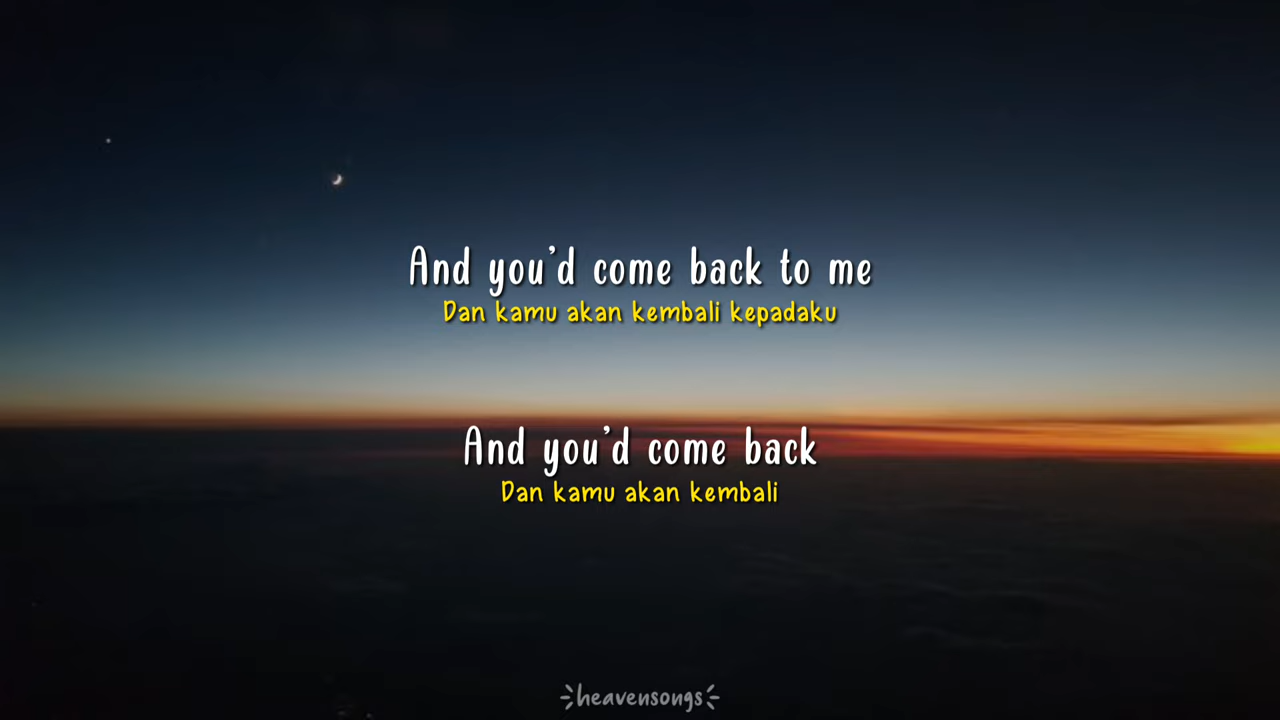 And you'd come back to me
Dan kamu akan kembali kepadaku
And you'd come back
Dan kamu akan kembali
heavensongs